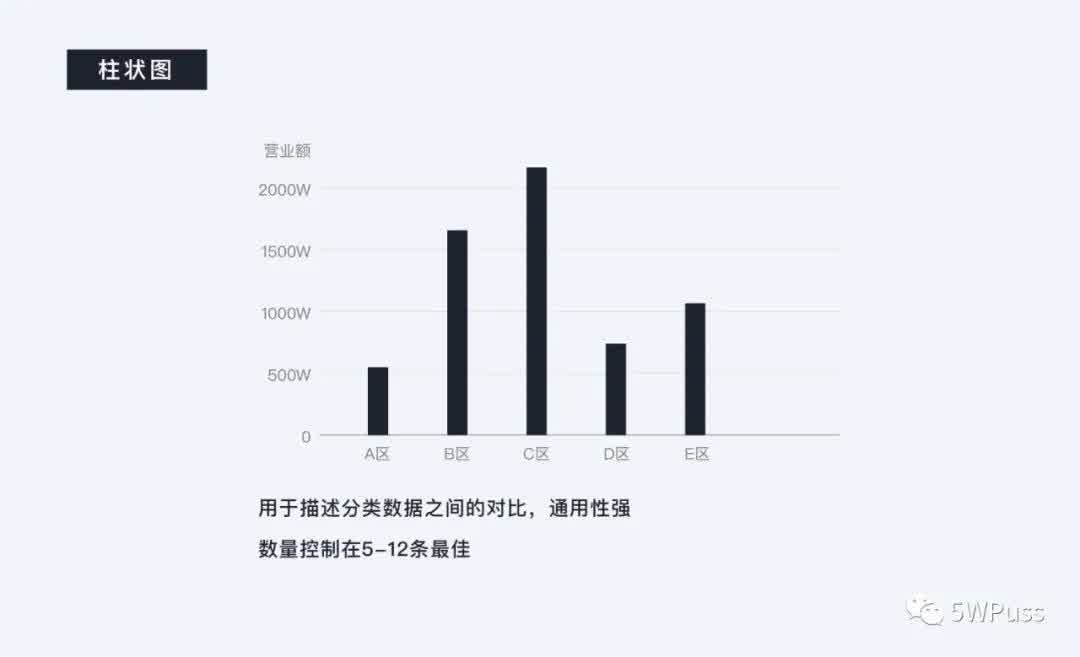 柱状图
营业额
2000W
1500W
1000W
500W
0
A区 B区 C区 D区 E区
用于描述分类数据之间的对比，通用性强
数量控制在5-12条最佳
5WPuss